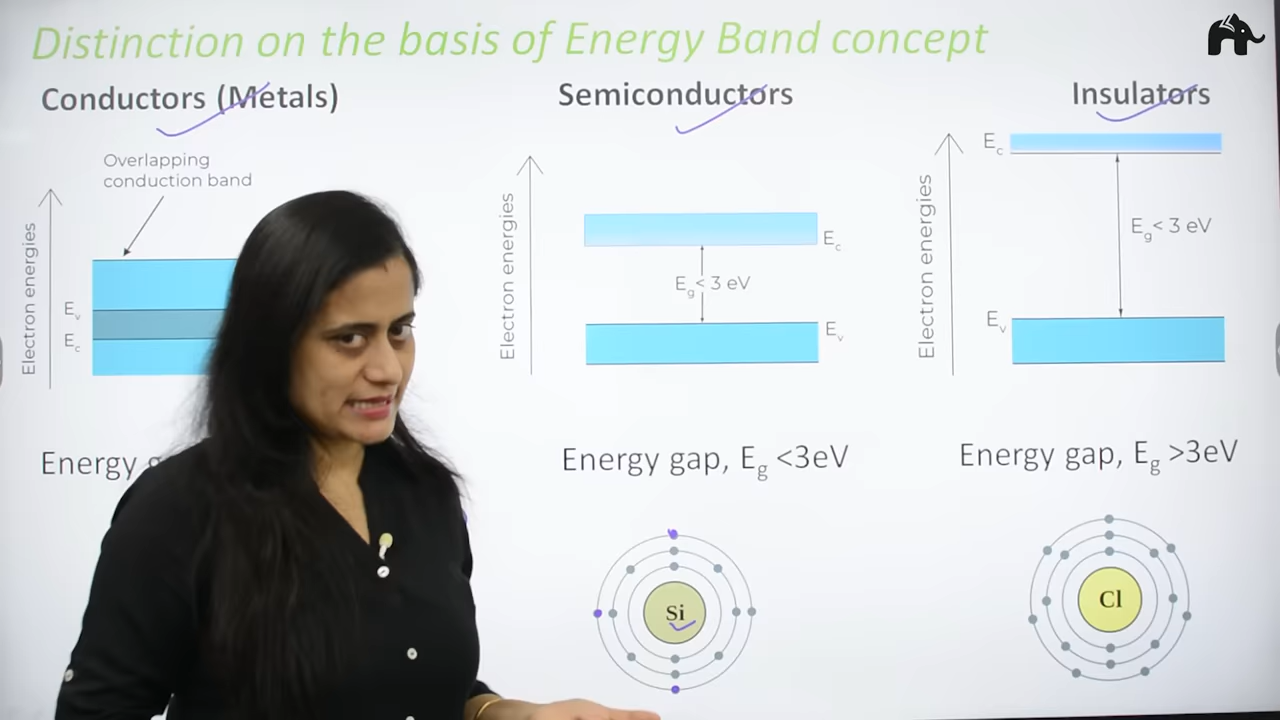 Distinction on the basis of Energy Band concept
Conductors (Metals)
Overlapping
conduction band
Electron energies
Ev
Ec
Energy
Semiconductors
Electron energies
Ec
Eg< 3 eV
Ev
Energy gap, Eg <3eV
Si
Insulators
Electron energies
Ec
Eg< 3 eV
Ev
Energy gap, Eg >3eV
Cl